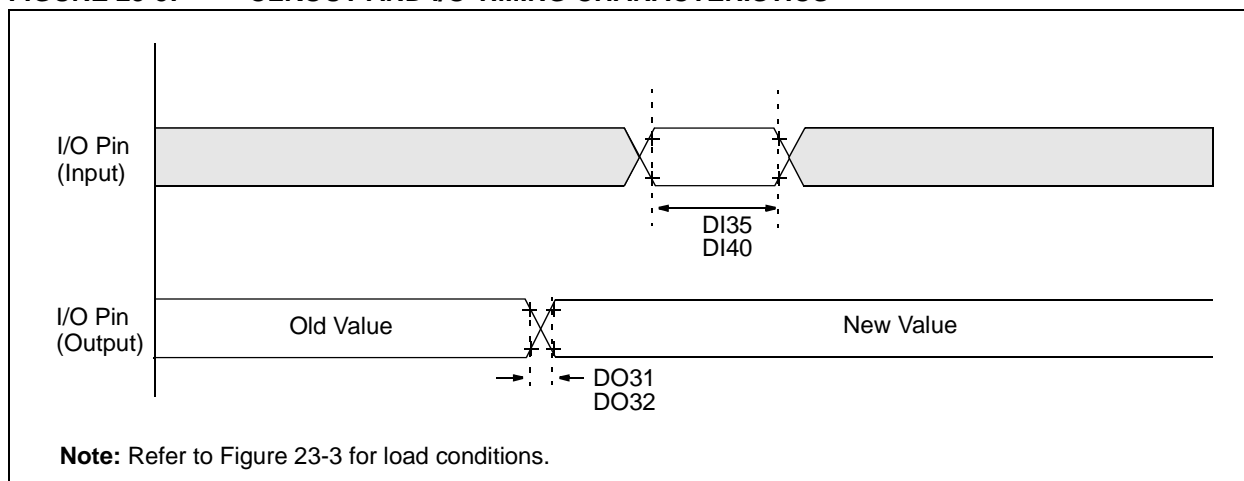 I/O Pin
(Input)
DI35
DI40
I/O Pin
(Output)
Old Value
New Value
DO31
DO32
Note: Refer to Figure 23-3 for load conditions.